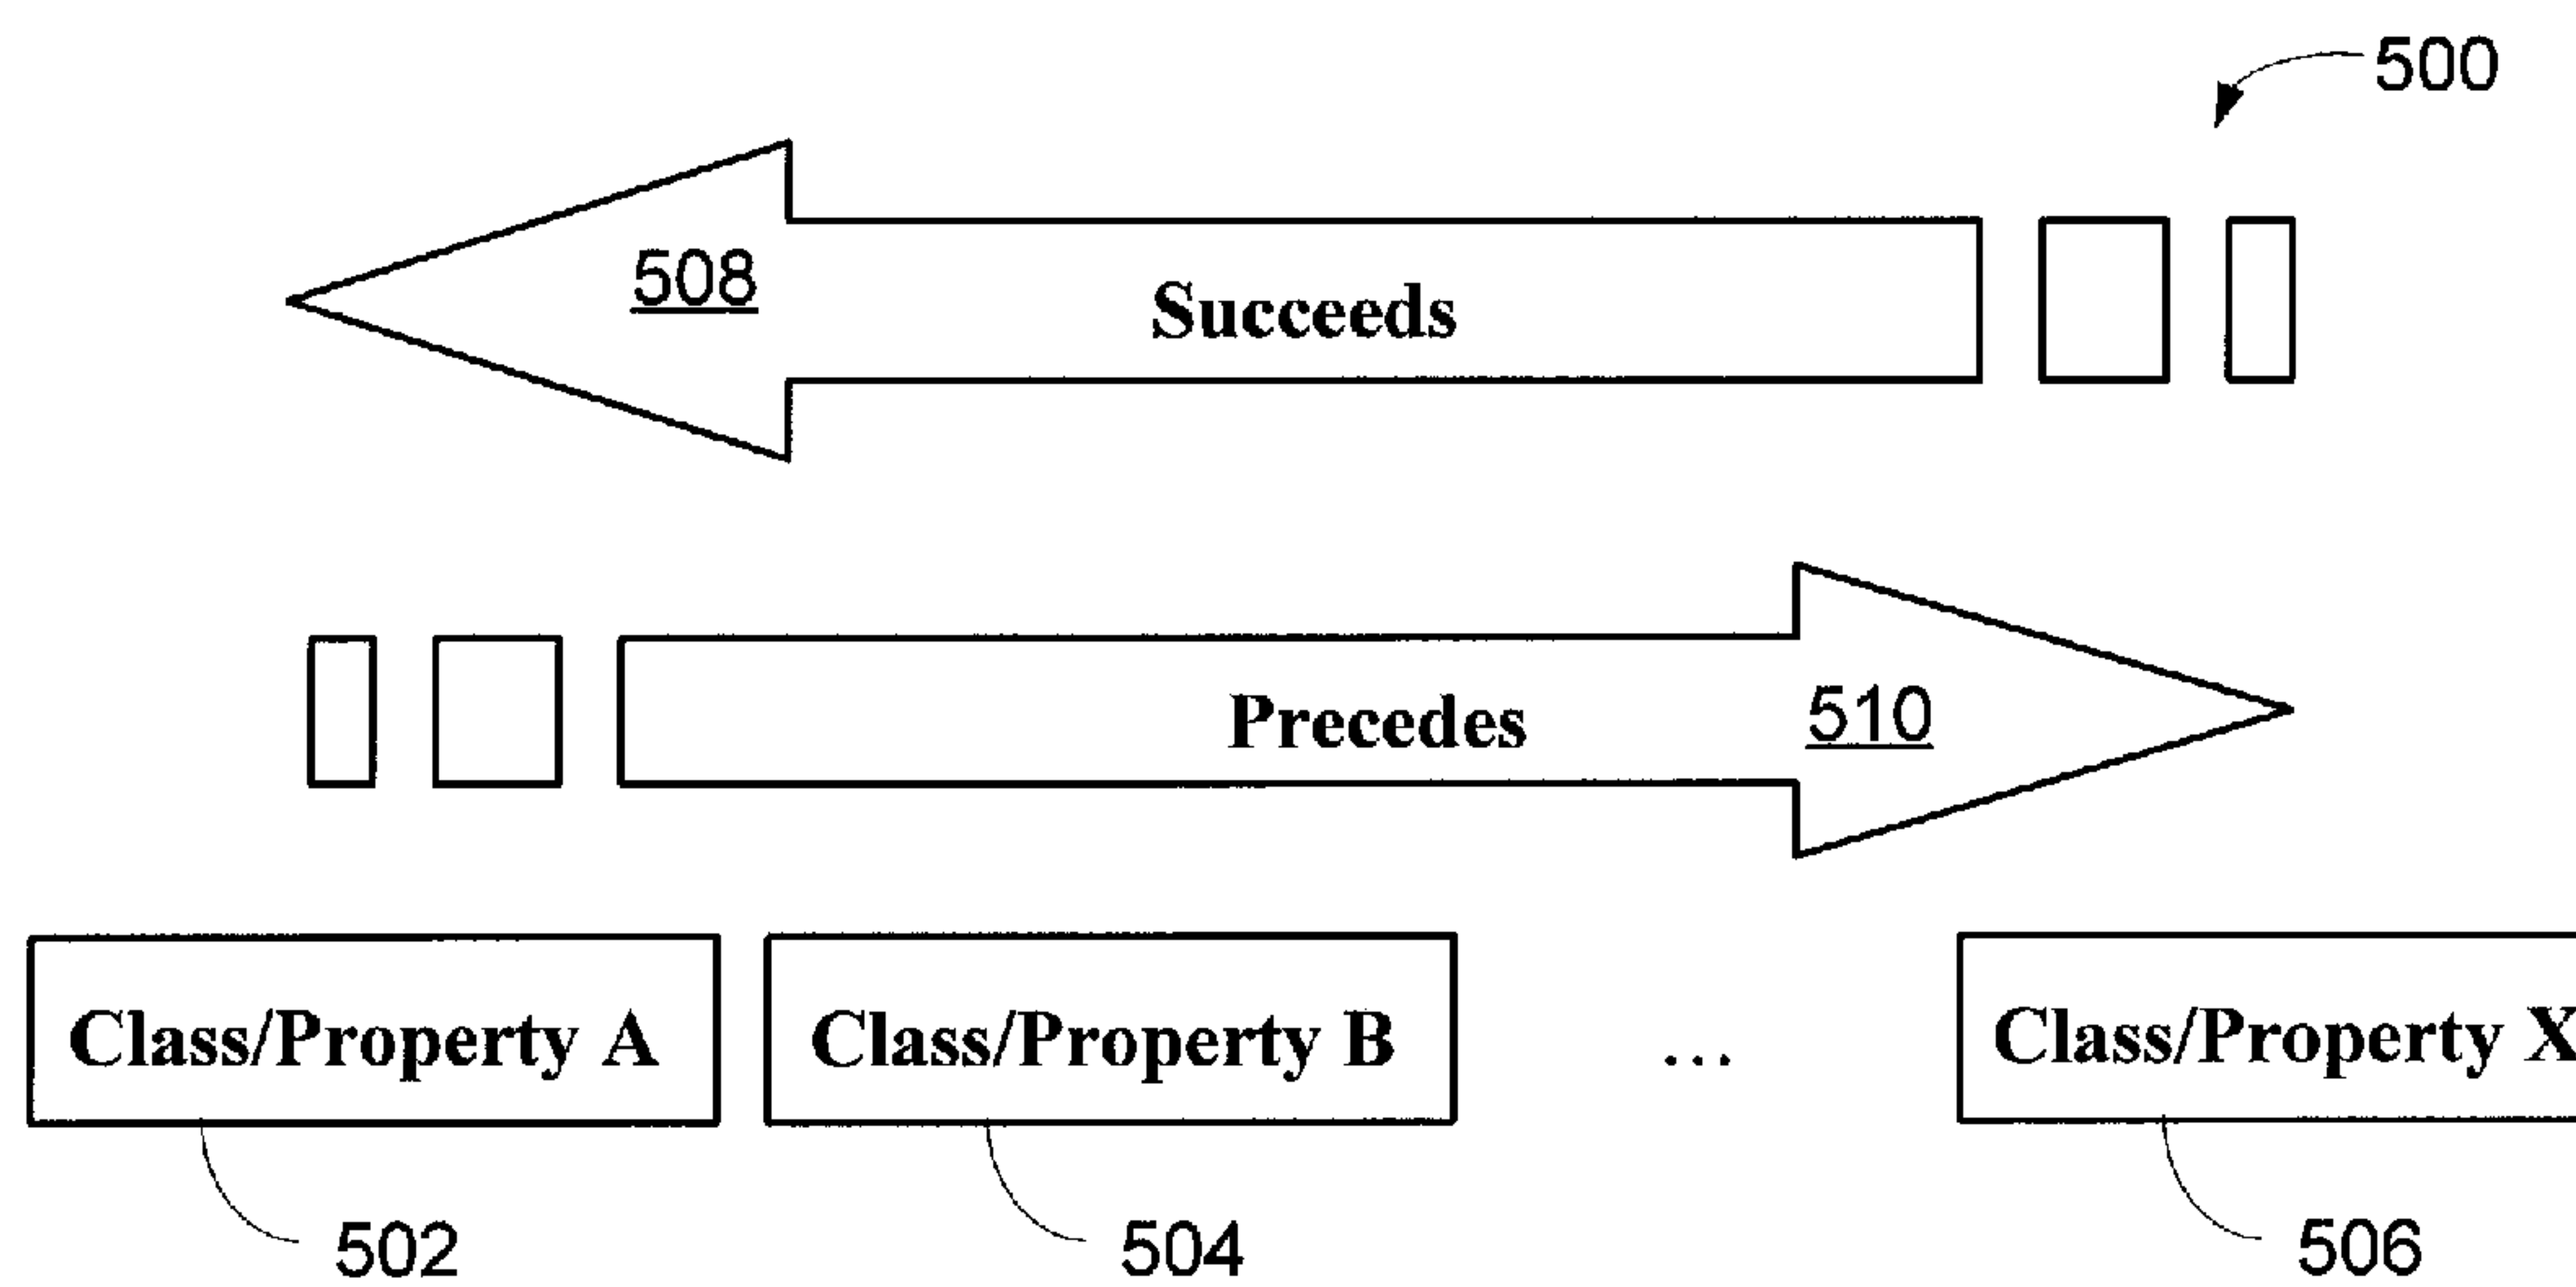 500
508 Succeeds
Precedes 510
Class/Property A Class/Property B ... Class/Property X
502 504 506